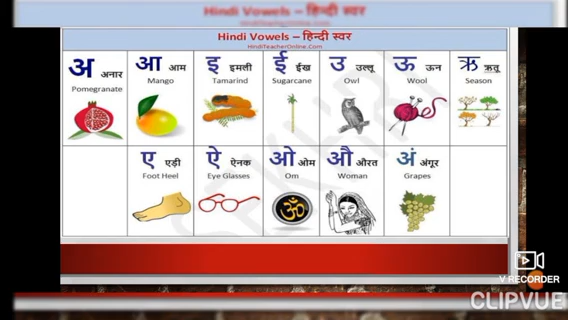 Hindi Vowels – हिन्दी स्वर
Hindi Vowels – हिन्दी स्वर
HindiTeacherOnline.Com
अ अनार
Pomegranate
आ आम
Mango
इ इमली
Tamarind
ई ईख
Sugarcane
उ उल्लू
Owl
ऊ ऊन
Wool
ऋ ऋतू
Season
ए एड़ी
Foot Heel
ऐ ऐनक
Eye Glasses
ओ ओम
Om
औ औरत
Woman
अं अंगूर
Grapes
ॐ
V RECORDER
CLIPVUE